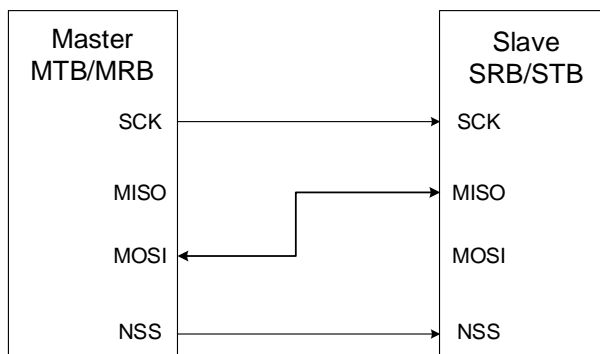 Master
MTB/MRB
SCK
MISO
MOSI
NSS
Slave
SRB/STB
SCK
MISO
MOSI
NSS